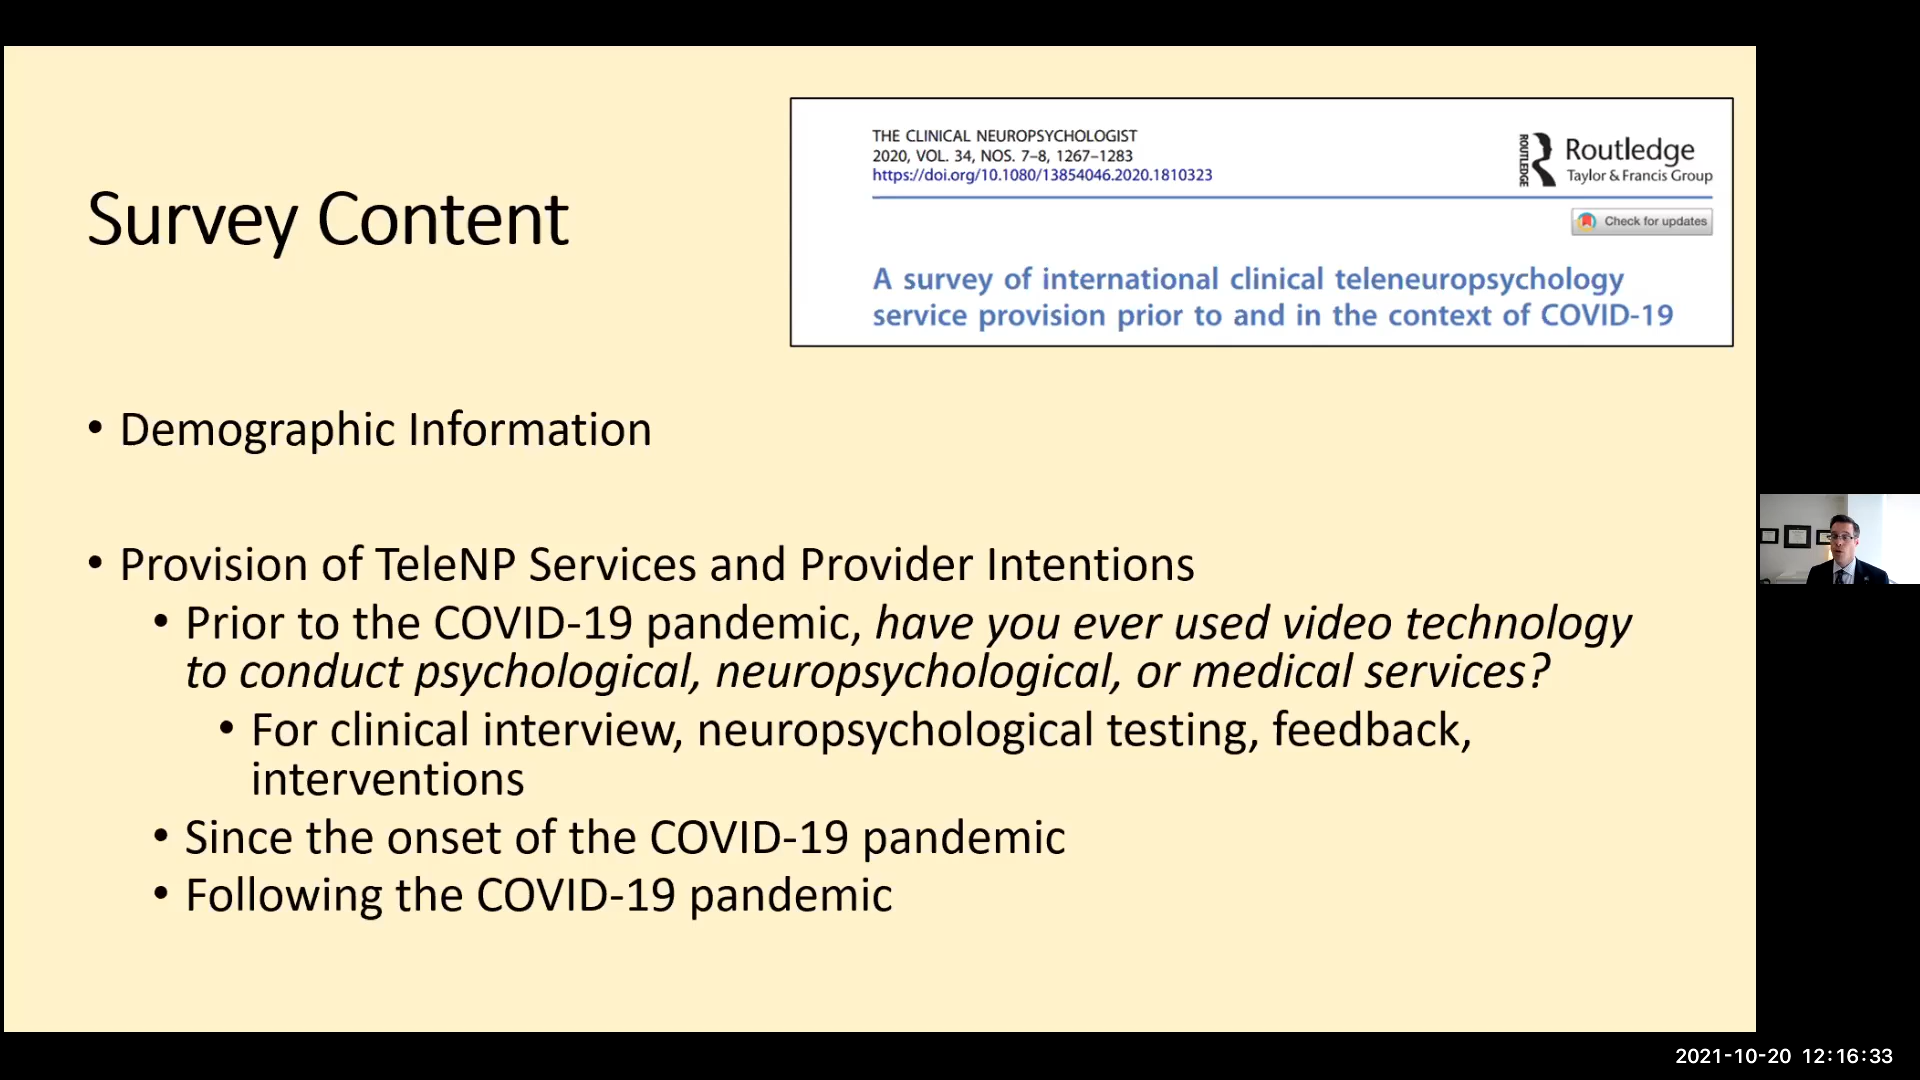 Survey Content
THE CLINICAL NEUROPSYCHOLOGIST
2020, VOL. 34, NOS. 7–8, 1267–1283
https://doi.org/10.1080/13854046.2020.1810323
ROUTLEDGE
Routledge
Taylor & Francis Group
Check for updates
A survey of international clinical teleneuropsychology
service provision prior to and in the context of COVID-19
• Demographic Information
• Provision of TeleNP Services and Provider Intentions
• Prior to the COVID-19 pandemic, have you ever used video technology
to conduct psychological, neuropsychological, or medical services?
• For clinical interview, neuropsychological testing, feedback,
interventions
• Since the onset of the COVID-19 pandemic
• Following the COVID-19 pandemic
2021-10-20 12:16:33